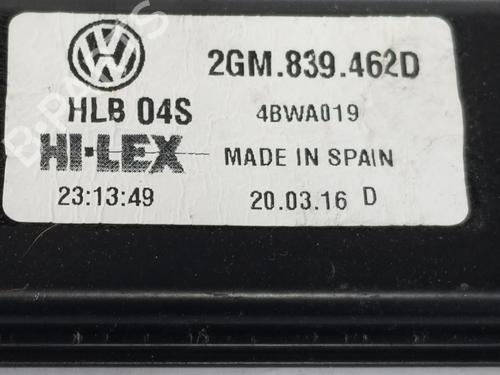 2GM.839.462D
HLB 04S
4BWA019
HI-LEX
MADE IN SPAIN
23:13:49
20.03.16 D